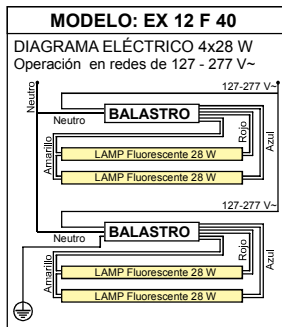 MODELO: EX 12 F 40
DIAGRAMA ELÉCTRICO 4x28 W
Operación en redes de 127 - 277 V~
Neutro
127-277 V~
BALASTRO
Neutro
Amarillo
Rojo
Azul
LAMP Fluorescente 28 W
LAMP Fluorescente 28 W
127-277 V~
BALASTRO
Neutro
Amarillo
Rojo
Azul
LAMP Fluorescente 28 W
LAMP Fluorescente 28 W